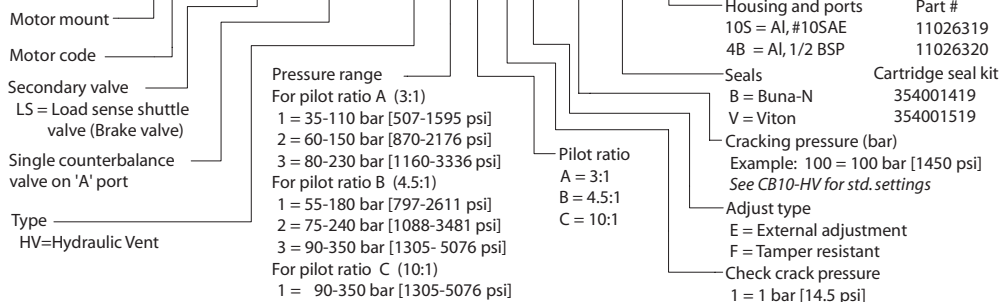 Motor mount
Motor code
Secondary valve
LS = Load sense shuttle
valve (Brake valve)
Single counterbalance
valve on 'A' port
Type
HV=Hydraulic Vent
Pressure range
For pilot ratio A (3:1)
1 = 35-110 bar [507-1595 psi]
2 = 60-150 bar [870-2176 psi]
3 = 80-230 bar [1160-3336 psi]
For pilot ratio B (4.5:1)
1 = 55-180 bar [797-2611 psi]
2 = 75-240 bar [1088-3481 psi]
3 = 90-350 bar [1305- 5076 psi]
For pilot ratio C (10:1)
1 = 90-350 bar [1305-5076 psi]
Pilot ratio
A = 3:1
B = 4.5:1
C = 10:1
Housing and ports Part #
10S = Al, #10SAE 11026319
4B = Al, 1/2 BSP 11026320
Seals Cartridge seal kit
B = Buna-N 354001419
V = Viton 354001519
Cracking pressure (bar)
Example: 100 = 100 bar [1450 psi]
See CB10-HV for std. settings
Adjust type
E = External adjustment
F = Tamper resistant
Check crack pressure
1 = 1 bar [14.5 psi]